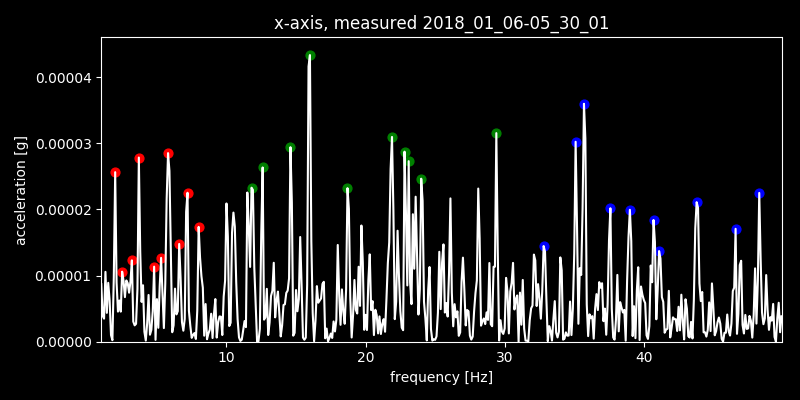 x-axis, measured 2018_01_06-05_30_01
0.00004
0.00003
0.00002
0.00001
0.00000
acceleration [g]
10 20 30 40
frequency [Hz]